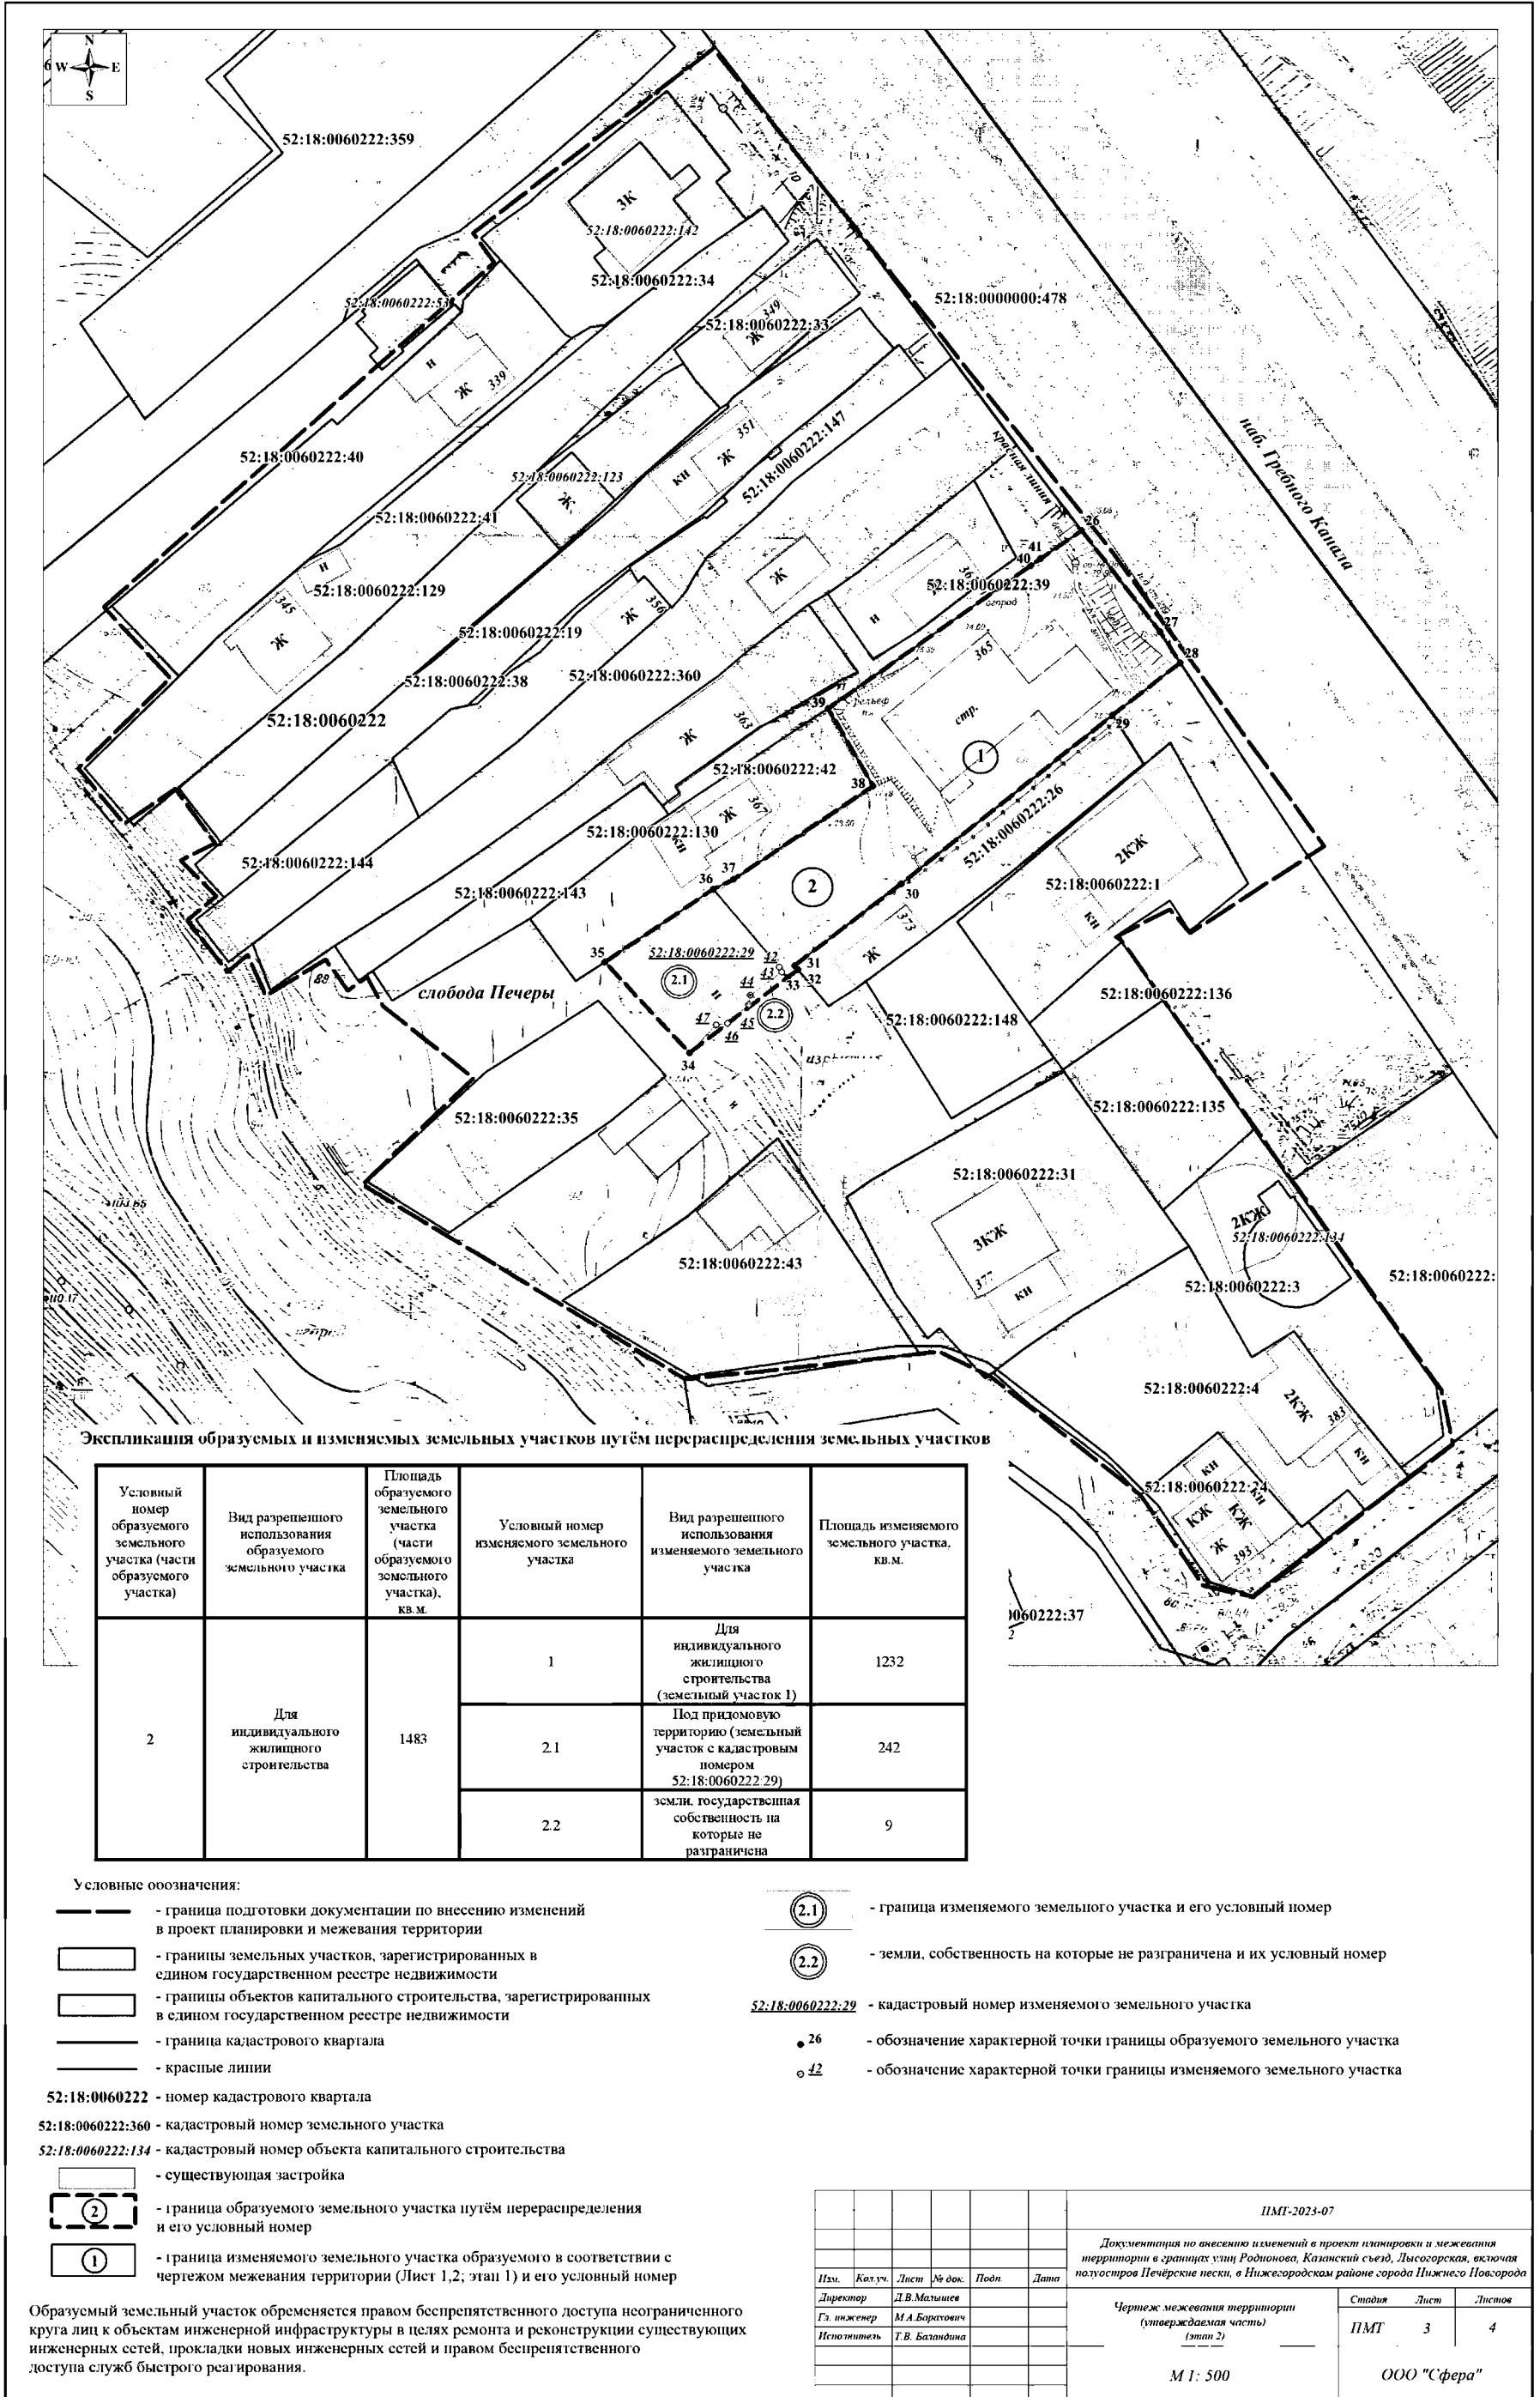 N
W E
S
52:18:0060222:359
3К
52:18:0060222:142
52:18:0060222:34
52:18:0000000:478
349
52:18:0060222:33
Ж
н
Ж 339
351
52:18:0060222:147
кн
Ж
красная линия
наб. Гребного Канала
52:18:0060222:40
52:18:0060222:123
Ж
52:18:0060222:41
26
41
40
н
52:18:0060222:129
345
Ж
Ж
356
Ж
н
52:18:0060222:39
огород
27
28
52:18:0060222:19
365
52:18:0060222:38
52:18:0060222:360
52:18:0060222
39
рельеф
стр.
29
363
Ж
1
52:18:0060222:42
38
367
Ж
52:18:0060222:130
кн
52:18:0060222:26
2КЖ
52:18:0060222:144
37
36
2
30
52:18:0060222:1
52:18:0060222:143
кн
373
Ж
35
52:18:0060222:29
42
31
43
32
33
2.1
слобода Печеры
н
44
2.2
45
47
46
34
52:18:0060222:136
52:18:0060222:148
52:18:0060222:35
н
52:18:0060222:135
52:18:0060222:31
3КЖ
377
кн
2КЖ
52:18:0060222:134
52:18:0060222:43
52:18:0060222:3
52:18:0060222:
52:18:0060222:4
2КЖ
383
кн
52:18:0060222:24
кн
кн
КЖ
КЖ
Ж
393
0060222:37
Экспликация образуемых и изменяемых земельных участков путём перераспределения земельных участков
Условный номер образуемого земельного участка (части образуемого участка)
Вид разрешенного использования образуемого земельного участка
Площадь образуемого земельного участка (части образуемого земельного участка), кв.м.
Условный номер изменяемого земельного участка
Вид разрешенного использования изменяемого земельного участка
Площадь изменяемого земельного участка, кв.м.
2
Для индивидуального жилищного строительства
1483
1
Для индивидуального жилищного строительства (земельный участок 1)
1232
2.1
Под придомовую территорию (земельный участок с кадастровым номером 52:18:0060222:29)
242
2.2
земли, государственная собственность на которые не разграничена
9
Условные обозначения:
- граница подготовки документации по внесению изменений
в проект планировки и межевания территории
- границы земельных участков, зарегистрированных в
едином государственном реестре недвижимости
- границы объектов капитального строительства, зарегистрированных
в едином государственном реестре недвижимости
- граница кадастрового квартала
- красные линии
52:18:0060222 - номер кадастрового квартала
52:18:0060222:360 - кадастровый номер земельного участка
52:18:0060222:134 - кадастровый номер объекта капитального строительства
- существующая застройка
2 - граница образуемого земельного участка путём перераспределения
и его условный номер
1 - граница изменяемого земельного участка образуемого в соответствии с
чертежом межевания территории (Лист 1,2; этап 1) и его условный номер
2.1 - граница изменяемого земельного участка и его условный номер
2.2 - земли, собственность на которые не разграничена и их условный номер
52:18:0060222:29 - кадастровый номер изменяемого земельного участка
26 - обозначение характерной точки границы образуемого земельного участка
42 - обозначение характерной точки границы изменяемого земельного участка
Образуемый земельный участок обременяется правом беспрепятственного доступа неограниченного
круга лиц к объектам инженерной инфраструктуры в целях ремонта и реконструкции существующих
инженерных сетей, прокладки новых инженерных сетей и правом беспрепятственного
доступа служб быстрого реагирования.
ПМТ-2023-07
Документация по внесению изменений в проект планировки и межевания
территории в границах улиц Родионова, Казанский съезд, Лысогорская, включая
полуостров Печёрские пески, в Нижегородском районе города Нижнего Новгорода
Изм. Кол.уч. Лист № док. Подп. Дата
Директор Д.В.Малышев
Гл. инженер М.А.Барахович
Исполнитель Т.В. Баландина
Чертеж межевания территории
(утверждаемая часть)
(этап 2)
Стадия Лист Листов
ПМТ 3 4
М 1: 500
ООО "Сфера"